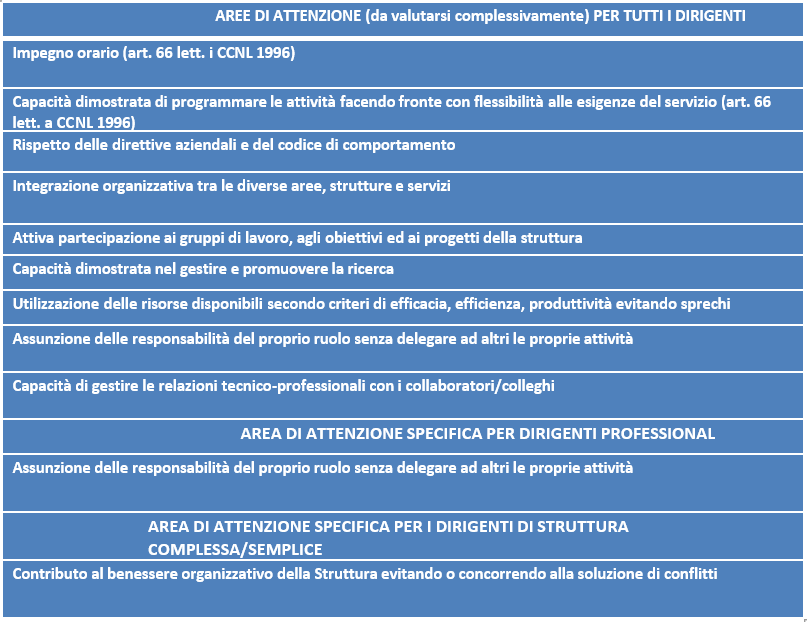 AREE DI ATTENZIONE (da valutarsi complessivamente) PER TUTTI I DIRIGENTI
Impegno orario (art. 66 lett. i CCNL 1996)
Capacità dimostrata di programmare le attività facendo fronte con flessibilità alle esigenze del servizio (art. 66
lett. a CCNL 1996)
Rispetto delle direttive aziendali e del codice di comportamento
Integrazione organizzativa tra le diverse aree, strutture e servizi
Attiva partecipazione ai gruppi di lavoro, agli obiettivi ed ai progetti della struttura
Capacità dimostrata nel gestire e promuovere la ricerca
Utilizzazione delle risorse disponibili secondo criteri di efficacia, efficienza, produttività evitando sprechi
Assunzione delle responsabilità del proprio ruolo senza delegare ad altri le proprie attività
Capacità di gestire le relazioni tecnico-professionali con i collaboratori/colleghi
AREA DI ATTENZIONE SPECIFICA PER DIRIGENTI PROFESSIONAL
Assunzione delle responsabilità del proprio ruolo senza delegare ad altri le proprie attività
AREA DI ATTENZIONE SPECIFICA PER I DIRIGENTI DI STRUTTURA
COMPLESSA/SEMPLICE
Contributo al benessere organizzativo della Struttura evitando o concorrendo alla soluzione di conflitti